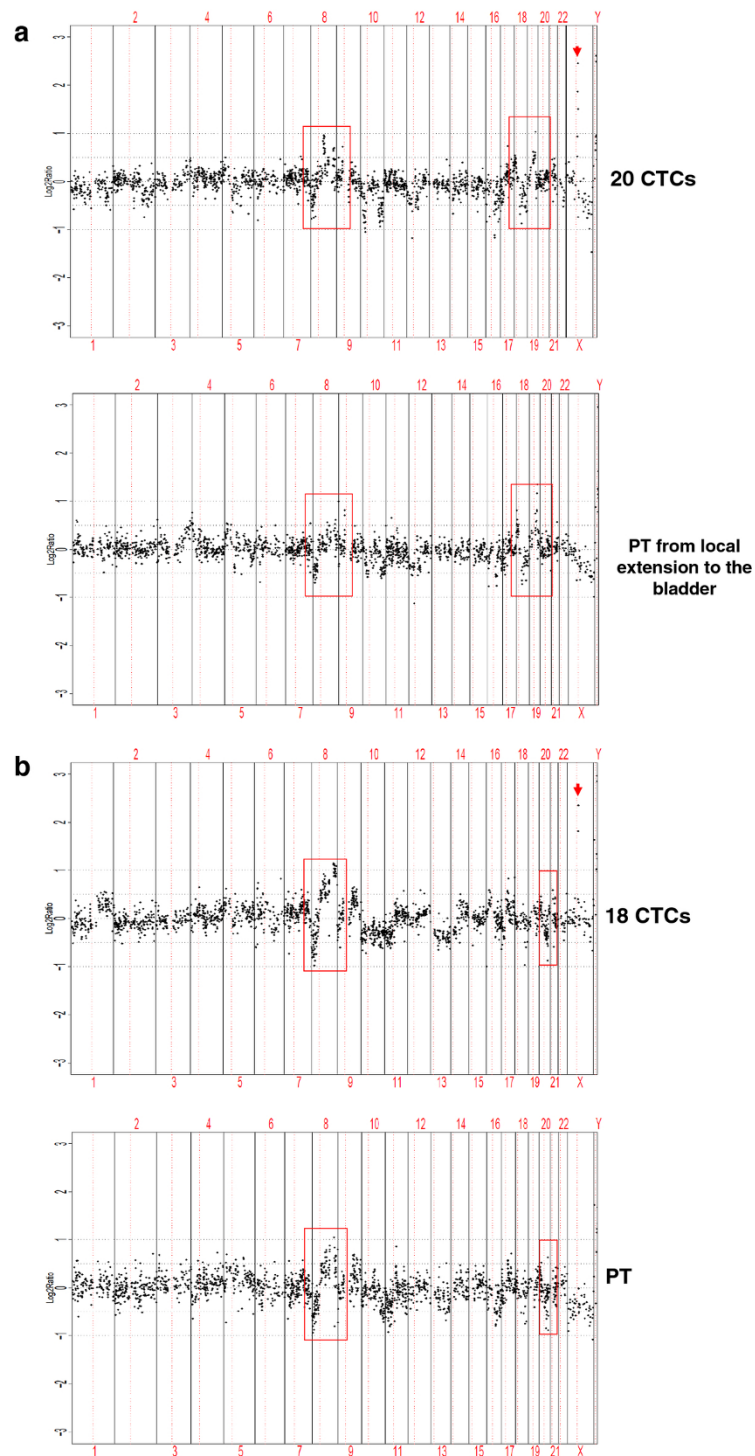 a
2 4 6 8 10 12 14 16 18 20 22 Y
3
2
1
0
-1
-2
-3
Log2Ratio
1 3 5 7 9 11 13 15 17 19 21 X
20 CTCs
2 4 6 8 10 12 14 16 18 20 22 Y
3
2
1
0
-1
-2
-3
Log2Ratio
1 3 5 7 9 11 13 15 17 19 21 X
PT from local
extension to the
bladder
b
2 4 6 8 10 12 14 16 18 20 22 Y
3
2
1
0
-1
-2
-3
Log2Ratio
1 3 5 7 9 11 13 15 17 19 21 X
18 CTCs
2 4 6 8 10 12 14 16 18 20 22 Y
3
2
1
0
-1
-2
-3
Log2Ratio
1 3 5 7 9 11 13 15 17 19 21 X
PT